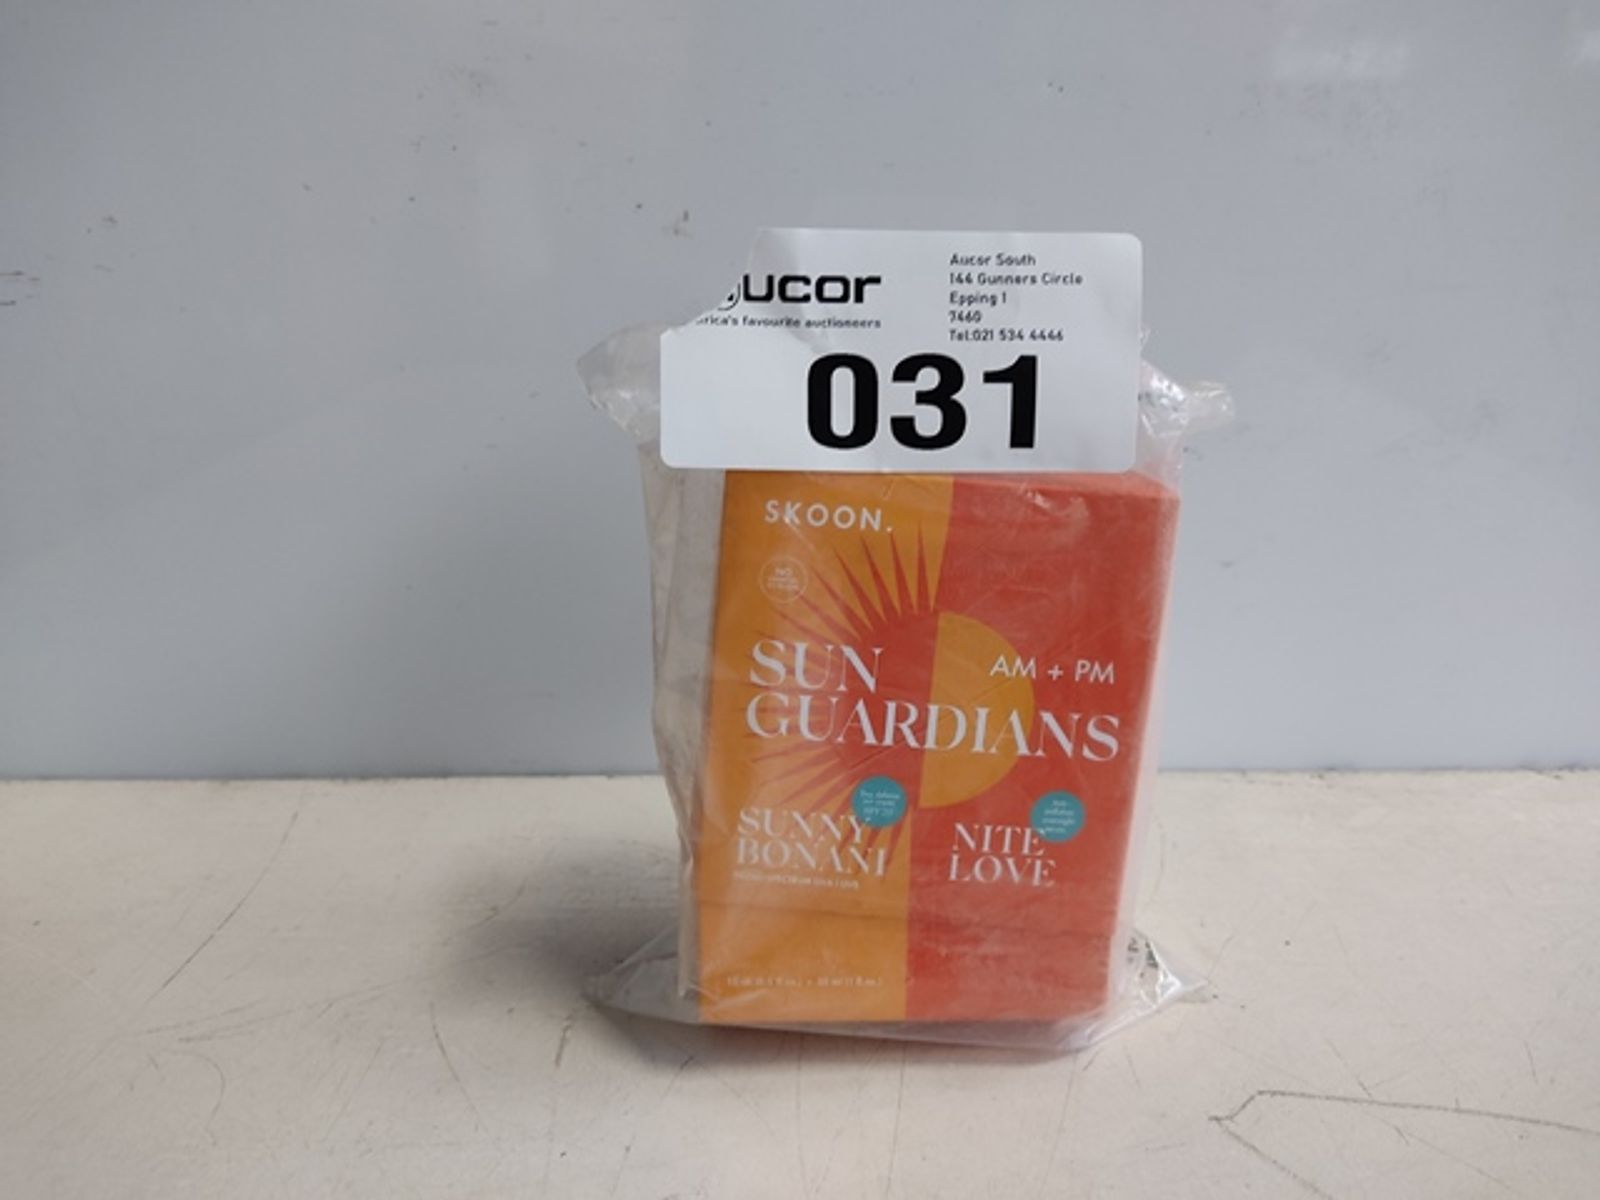 ucor
rica's favourite auctioneers
Aucor South
144 Gunners Circle
Epping 1
7460
Tel:021 534 4446
031
SKOON.
NO
SUN
GUARDIANS
AM + PM
SUNNY
BONANI
NITE
LOVE